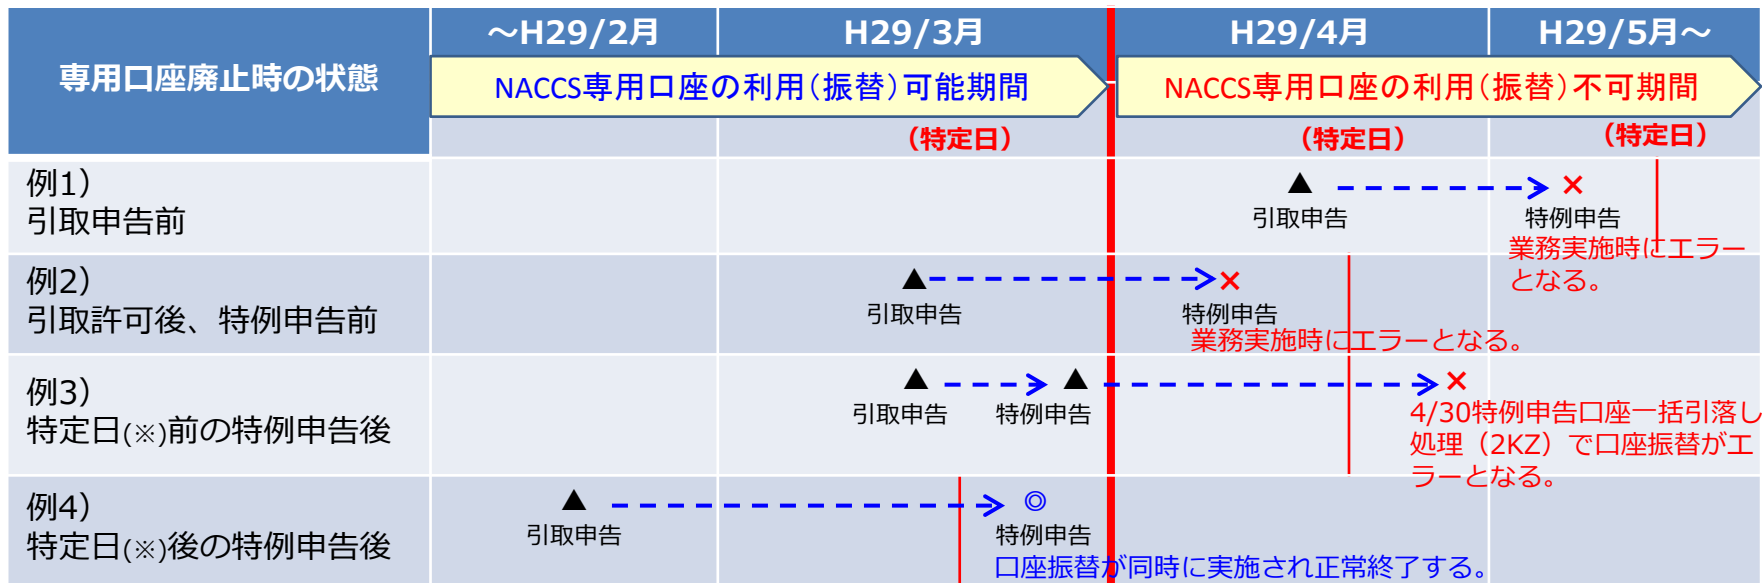 専用口座廃止時の状態
～H29/2月
H29/3月
H29/4月
H29/5月～
NACCS専用口座の利用（振替）可能期間
NACCS専用口座の利用（振替）不可期間
（特定日）
（特定日）
（特定日）
例1）
引取申告前
▲
×
引取申告
特例申告
業務実施時にエラー
となる。
例2）
引取許可後、特例申告前
▲
×
引取申告
特例申告
業務実施時にエラーとなる。
例3）
特定日(※)前の特例申告後
▲
▲
×
引取申告
特例申告
4/30特例申告口座一括引落し
処理（2KZ）で口座振替がエ
ラーとなる。
例4）
特定日(※)後の特例申告後
▲
◎
引取申告
特例申告
口座振替が同時に実施され正常終了する。